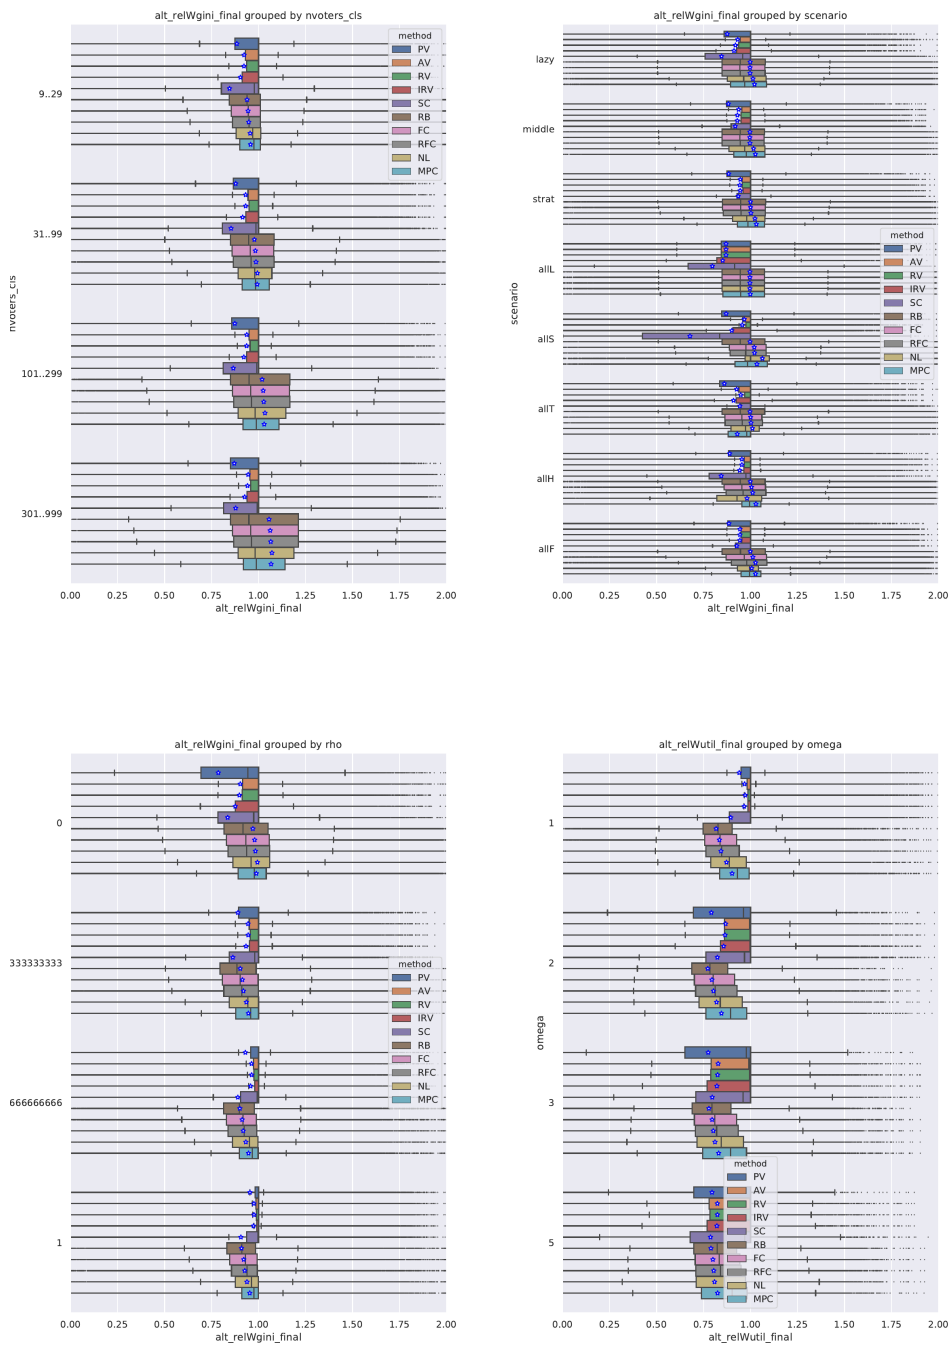 alt_relWgini_final grouped by nvoters_cls
nvoters_cls
9..29
31..99
101..299
301..999
method
PV
AV
RV
IRV
SC
RB
FC
RFC
NL
MPC
0.00 0.25 0.50 0.75 1.00 1.25 1.50 1.75 2.00
alt_relWgini_final
alt_relWgini_final grouped by scenario
scenario
lazy
middle
strat
allL
allS
allT
allH
allF
method
PV
AV
RV
IRV
SC
RB
FC
RFC
NL
MPC
0.00 0.25 0.50 0.75 1.00 1.25 1.50 1.75 2.00
alt_relWgini_final
alt_relWgini_final grouped by rho
0
333333333
666666666
1
method
PV
AV
RV
IRV
SC
RB
FC
RFC
NL
MPC
0.00 0.25 0.50 0.75 1.00 1.25 1.50 1.75 2.00
alt_relWgini_final
alt_relWutil_final grouped by omega
omega
1
2
3
5
method
PV
AV
RV
IRV
SC
RB
FC
RFC
NL
MPC
0.00 0.25 0.50 0.75 1.00 1.25 1.50 1.75 2.00
alt_relWutil_final